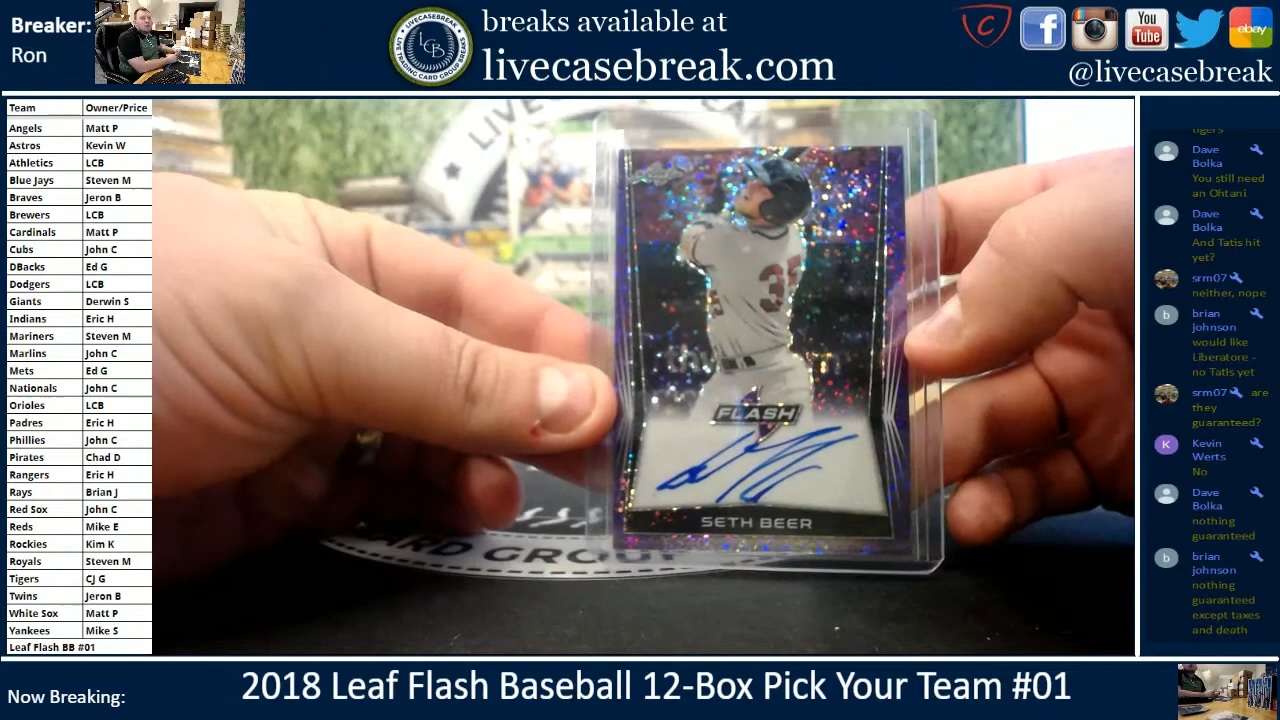 Breaker:
Ron
LCB
breaks available at
livecasebreak.com
You
Tube
ebay
@livecasebreak
Team Owner/Price
Angels Matt P
Astros Kevin W
Athletics LCB
Blue Jays Steven M
Braves Jeron B
Brewers LCB
Cardinals Matt P
Cubs John C
DBacks Ed G
Dodgers LCB
Giants Derwin S
Indians Eric H
Mariners Steven M
Marlins John C
Mets Ed G
Nationals John C
Orioles LCB
Padres Eric H
Phillies John C
Pirates Chad D
Rangers Eric H
Rays Brian J
Red Sox John C
Reds Mike E
Rockies Kim K
Royals Steven M
Tigers CJ G
Twins Jeron B
White Sox Matt P
Yankees Mike S
Leaf Flash BB #01
FLASH
SETH BEER
CARD GROUP
tigers
Dave
Bolka
You still need
an Ohtani
Dave
Bolka
And Tatis hit
yet?
srm07
neither, nope
brian
johnson
would like
Liberatore -
no Tatis yet
srm07 are
they
guaranteed?
Kevin
Werts
No
Dave
Bolka
nothing
guaranteed
brian
johnson
nothing
guaranteed
except taxes
and death
Now Breaking:
2018 Leaf Flash Baseball 12-Box Pick Your Team #01